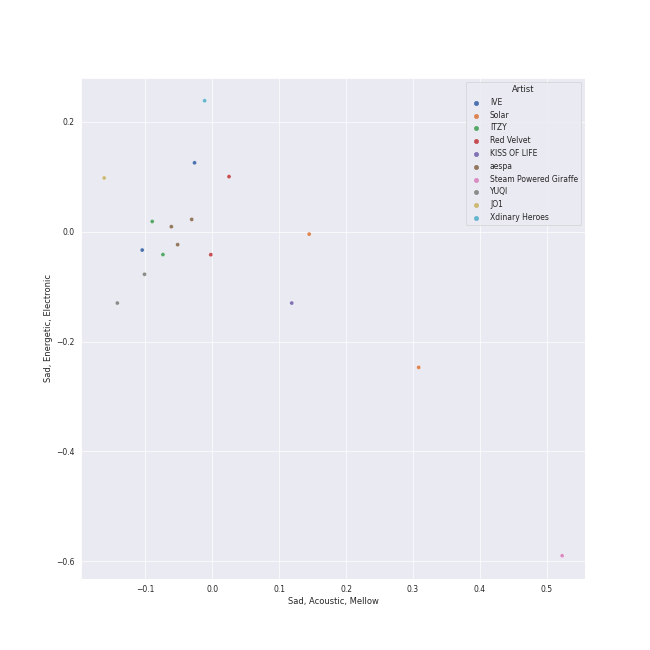 Artist
IVE
Solar
ITZY
Red Velvet
KISS OF LIFE
aespa
Steam Powered Giraffe
YUQI
JO1
Xdinary Heroes
0.2
0.0
−0.2
−0.4
−0.6
Sad, Energetic, Electronic
−0.1
0.0
0.1
0.2
0.3
0.4
0.5
Sad, Acoustic, Mellow